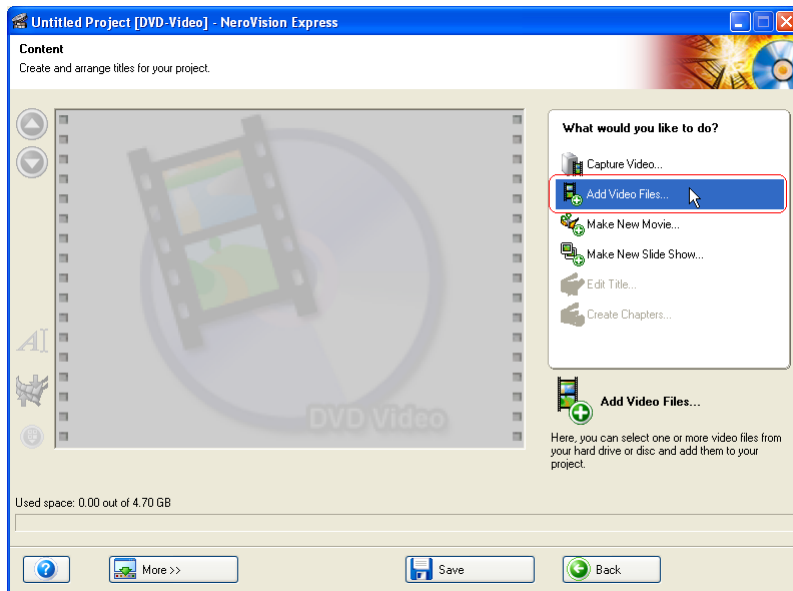 Untitled Project [DVD-Video] - NeroVision Express
Content
Create and arrange titles for your project.
What would you like to do?
Capture Video...
Add Video Files...
Make New Movie...
Make New Slide Show...
Edit Title...
Create Chapters...
AI
DVD Video
Add Video Files...
Here, you can select one or more video files from
your hard drive or disc and add them to your
project.
Used space: 0.00 out of 4.70 GB
?
More >>
Save
Back